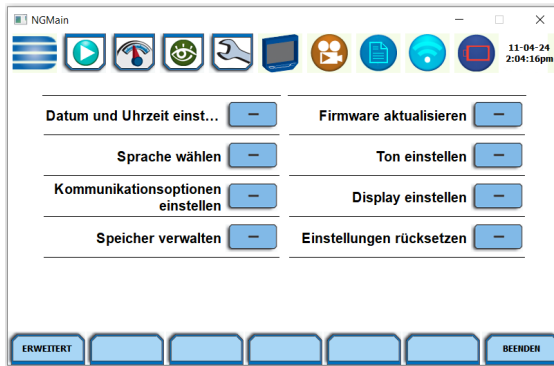 NGMain
11-04-24
2:04:16pm
Datum und Uhrzeit einst...
Firmware aktualisieren
Sprache wählen
Ton einstellen
Kommunikationsoptionen
einstellen
Display einstellen
Speicher verwalten
Einstellungen rücksetzen
ERWEITERT
BEENDEN